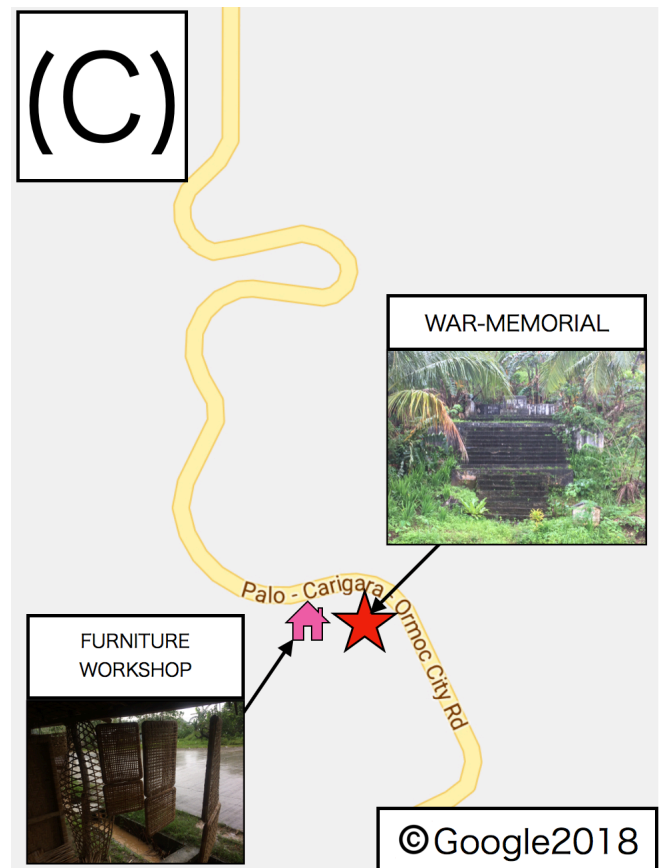 (C)
WAR-MEMORIAL
Palo - Carigara - Ormoc City Rd
FURNITURE
WORKSHOP
©Google2018